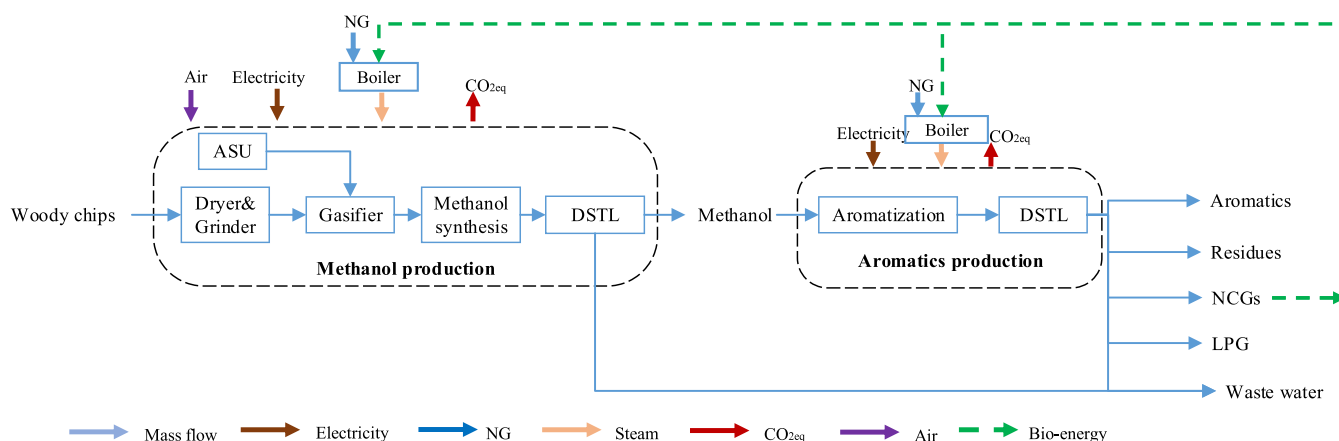 NG
Boiler
Air
Electricity
CO2eq
NG
Boiler
Electricity
CO2eq
ASU
Woody chips
Dryer&
Grinder
Gasifier
Methanol
synthesis
DSTL
Methanol
Aromatization
DSTL
Methanol production
Aromatics production
Aromatics
Residues
NCGs
LPG
Waste water
Mass flow
Electricity
NG
Steam
CO2eq
Air
Bio-energy